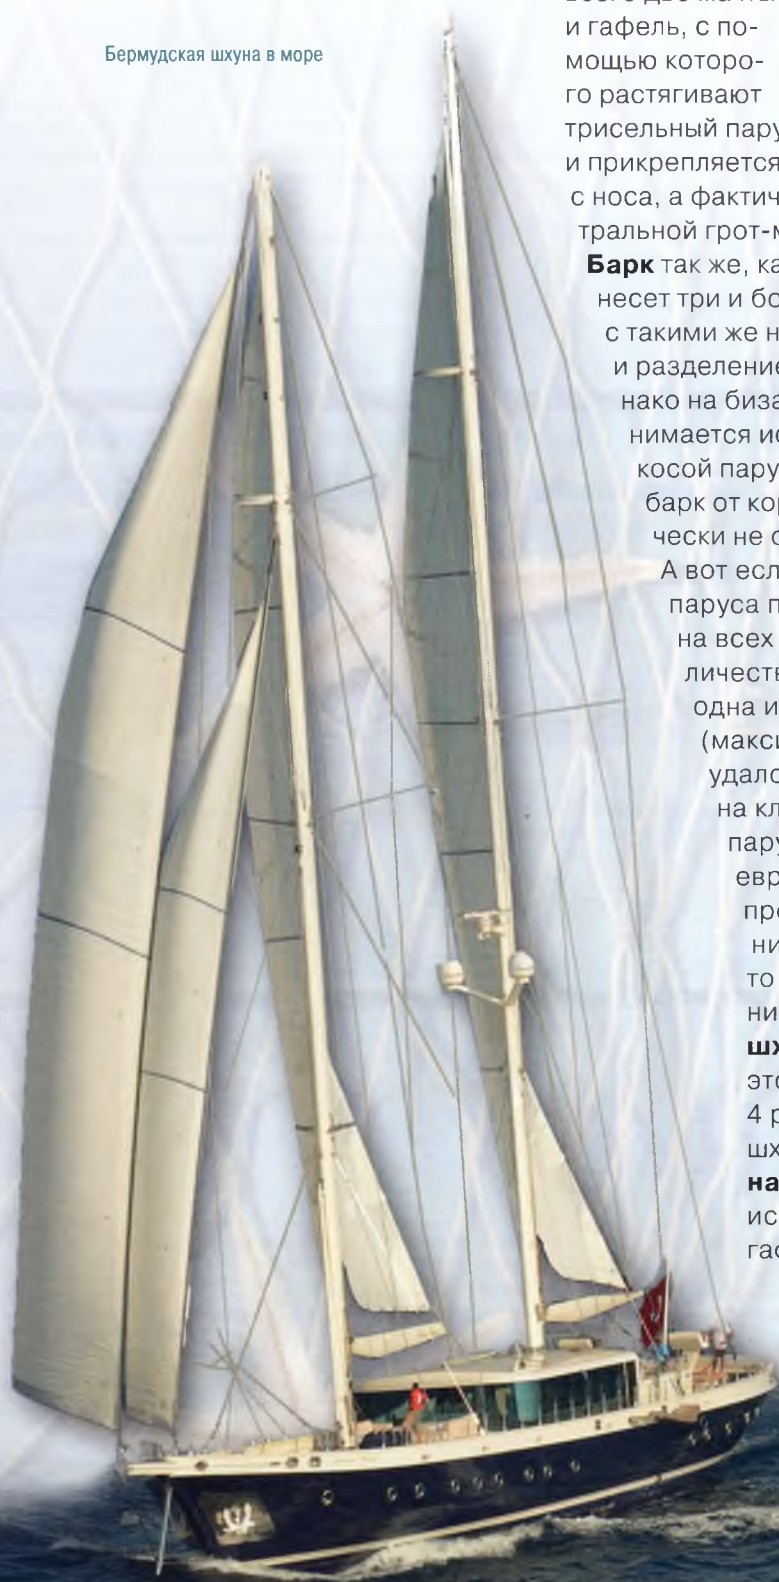 Бермудская шхуна в море
и гафель, с по-
мощью которо-
го растягивают
трисельный пару
и прикрепляется
с носа, а фактич
тральной грот-м
Барк так же, ка
несет три и бо
с такими же н
и разделение
нако на биза
нимается ис
косой пару
барк от кор
чески не о
А вот есл
паруса п
на всех
личеств
одна и
(макси
удало
на кл
пару
евр
пре
ни
то
ни
шх
это
4 р
шх
на
ис
гас